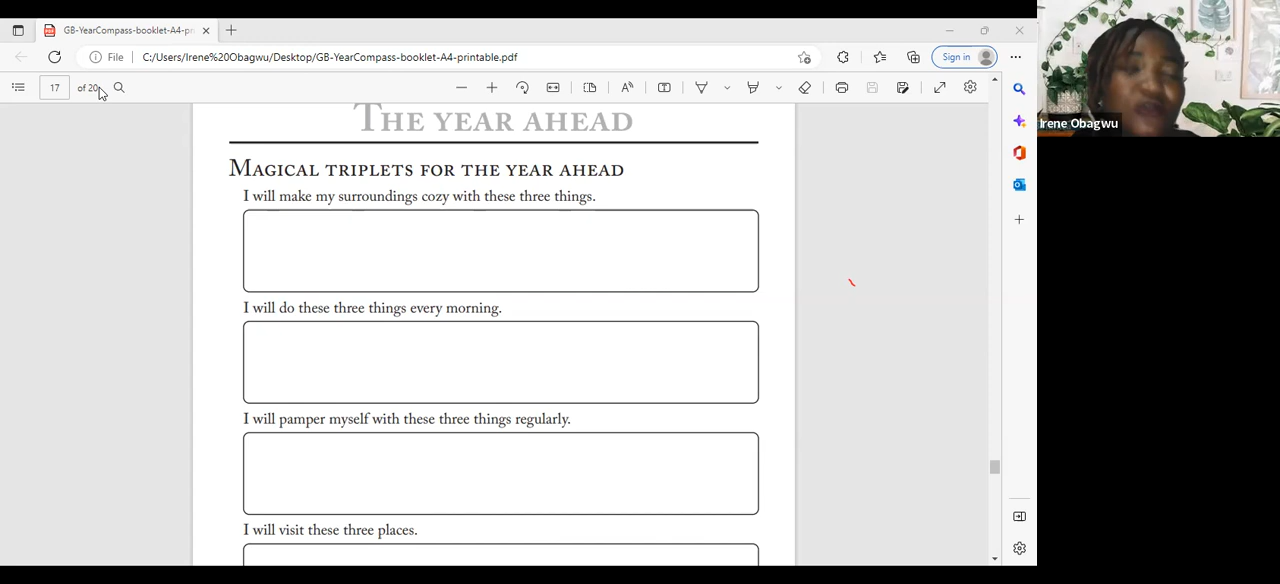 GB-YearCompass-booklet-A4-pri
File
C:/Users/Irene%20Obagwu/Desktop/GB-YearCompass-booklet-A4-printable.pdf
Sign in
17 of 20
Irene Obagwu
THE YEAR AHEAD
MAGICAL TRIPLETS FOR THE YEAR AHEAD
I will make my surroundings cozy with these three things.
I will do these three things every morning.
I will pamper myself with these three things regularly.
I will visit these three places.